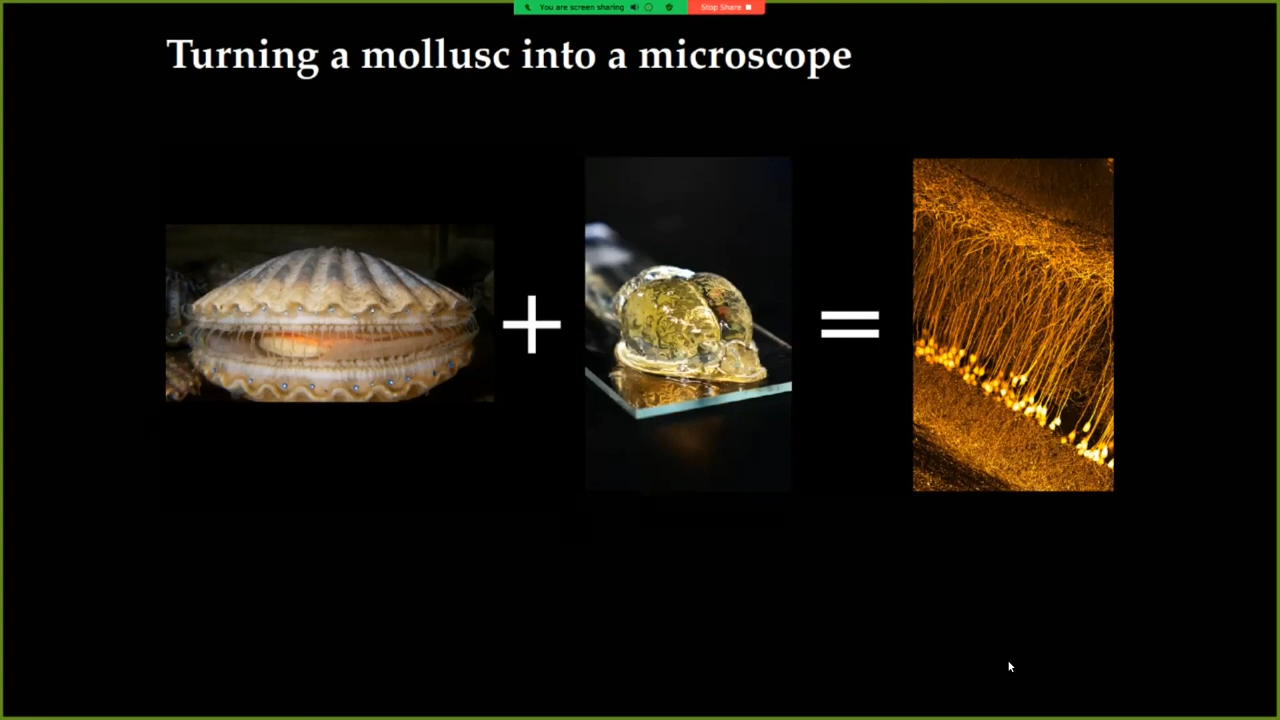 You are screen sharing
Stop Share
Turning a mollusc into a microscope
+
=